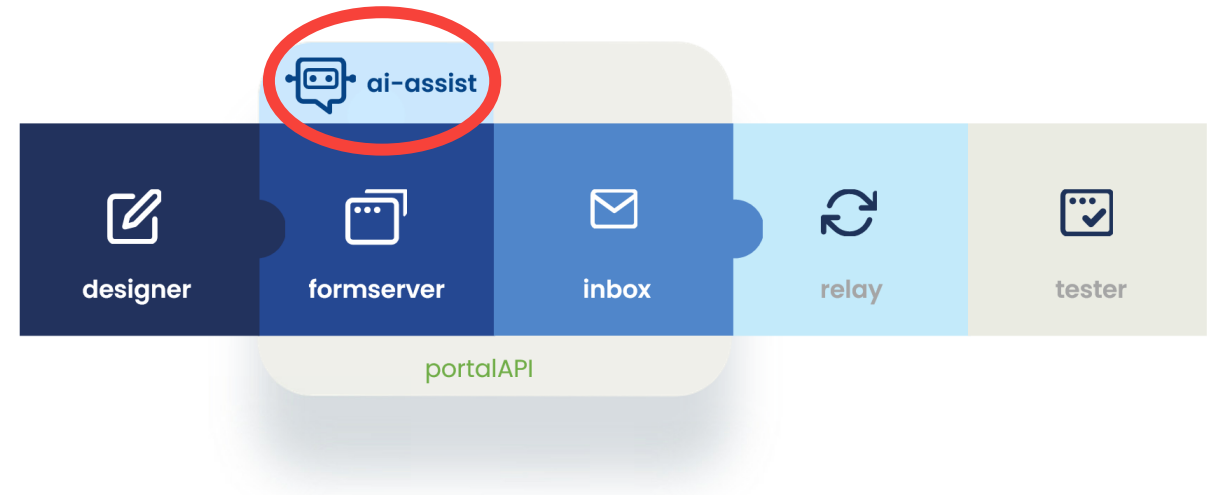 ai-assist
designer
formserver
inbox
relay
tester
portalAPI